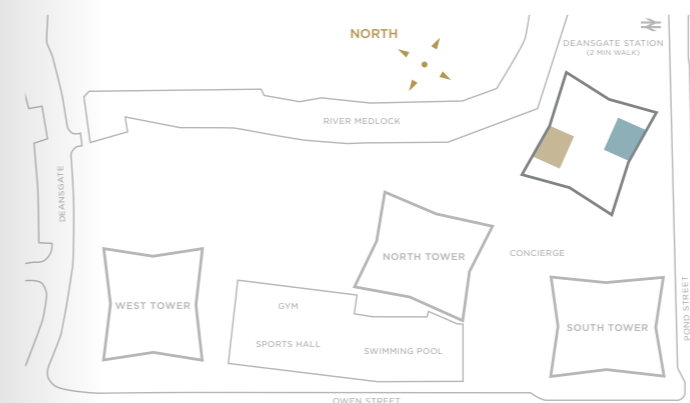 NORTH
DEANSGATE STATION
(2 MIN WALK)
RIVER MEDLOCK
DEANSGATE
NORTH TOWER
CONCIERGE
WEST TOWER
GYM
SOUTH TOWER
POND STREET
SPORTS HALL
SWIMMING POOL
OWEN STREET